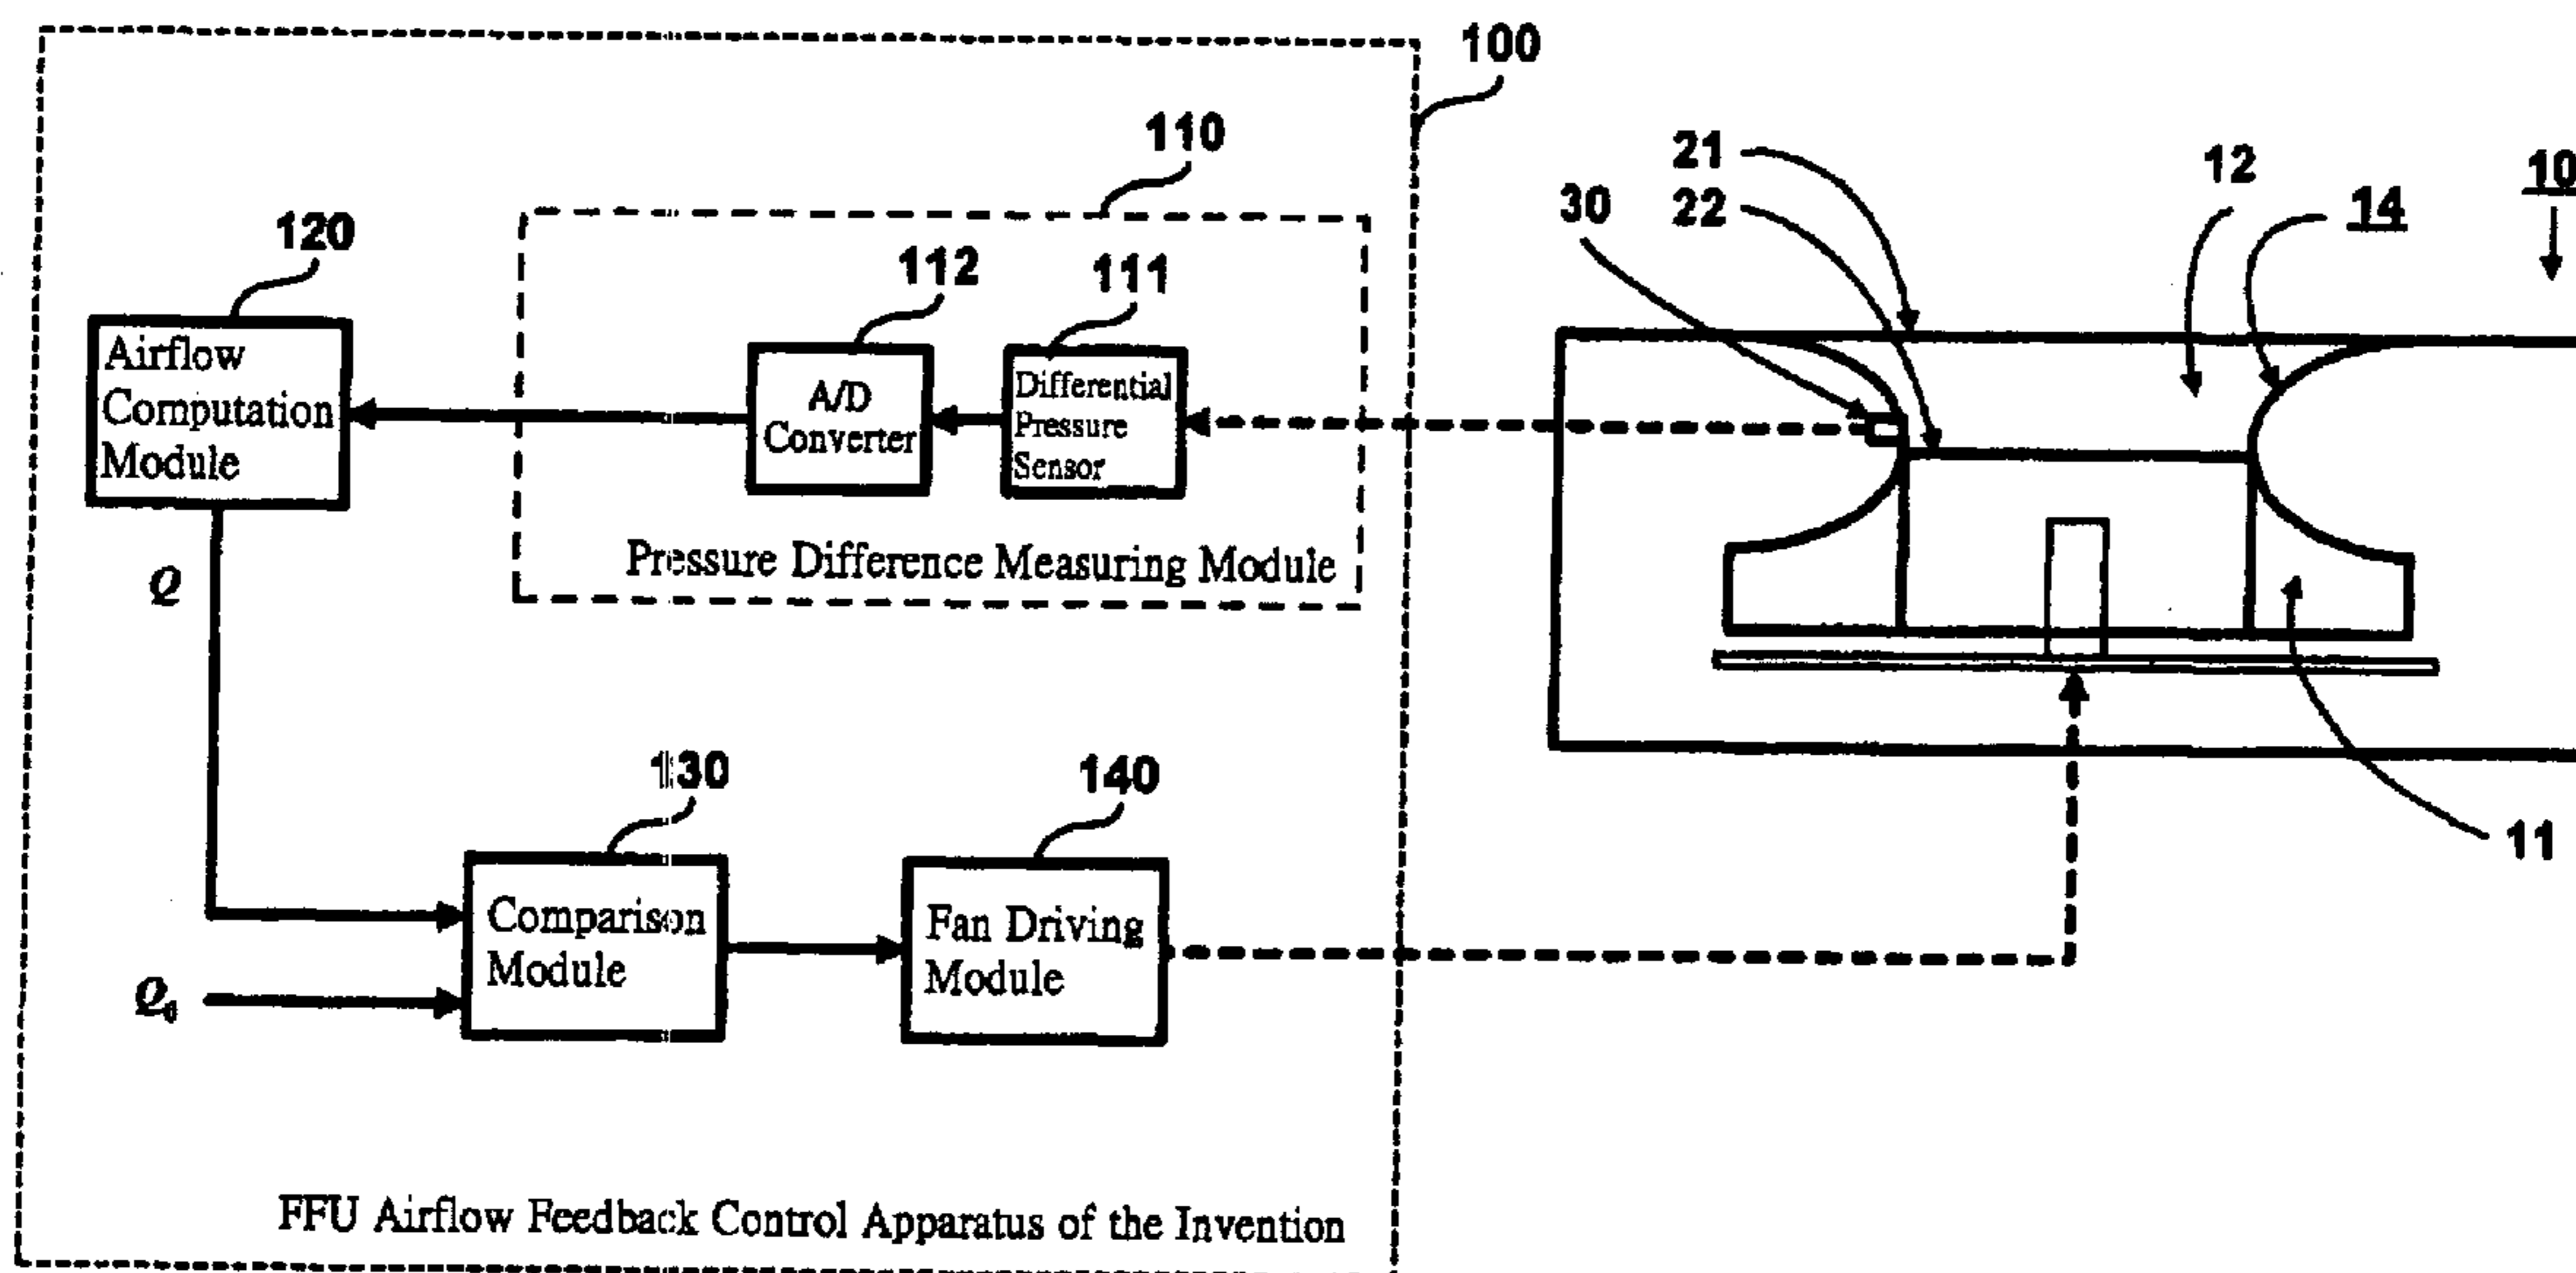 100
110
21
12
10
30
22
14
120
112
111
Airflow
Computation
Module
A/D
Converter
Differential
Pressure
Sensor
Pressure Difference Measuring Module
Q
130
140
11
Comparison
Module
Fan Driving
Module
Q₀
FFU Airflow Feedback Control Apparatus of the Invention